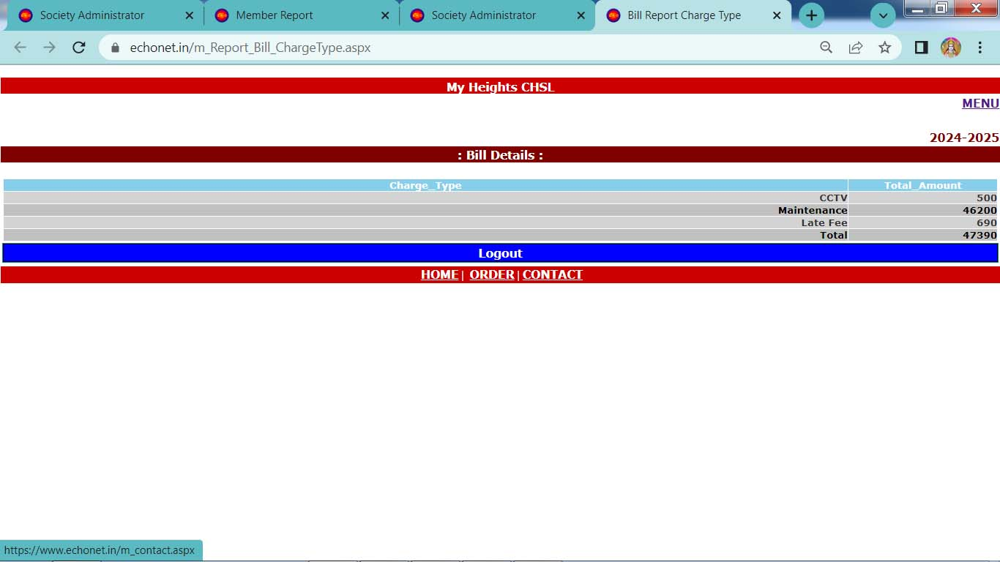 Society Administrator
Member Report
Society Administrator
Bill Report Charge Type
echonet.in/m_Report_Bill_ChargeType.aspx
My Heights CHSL
MENU
2024-2025
: Bill Details :
Charge_Type Total_Amount
CCTV 500
Maintenance 46200
Late Fee 690
Total 47390
Logout
HOME | ORDER | CONTACT
https://www.echonet.in/m_contact.aspx